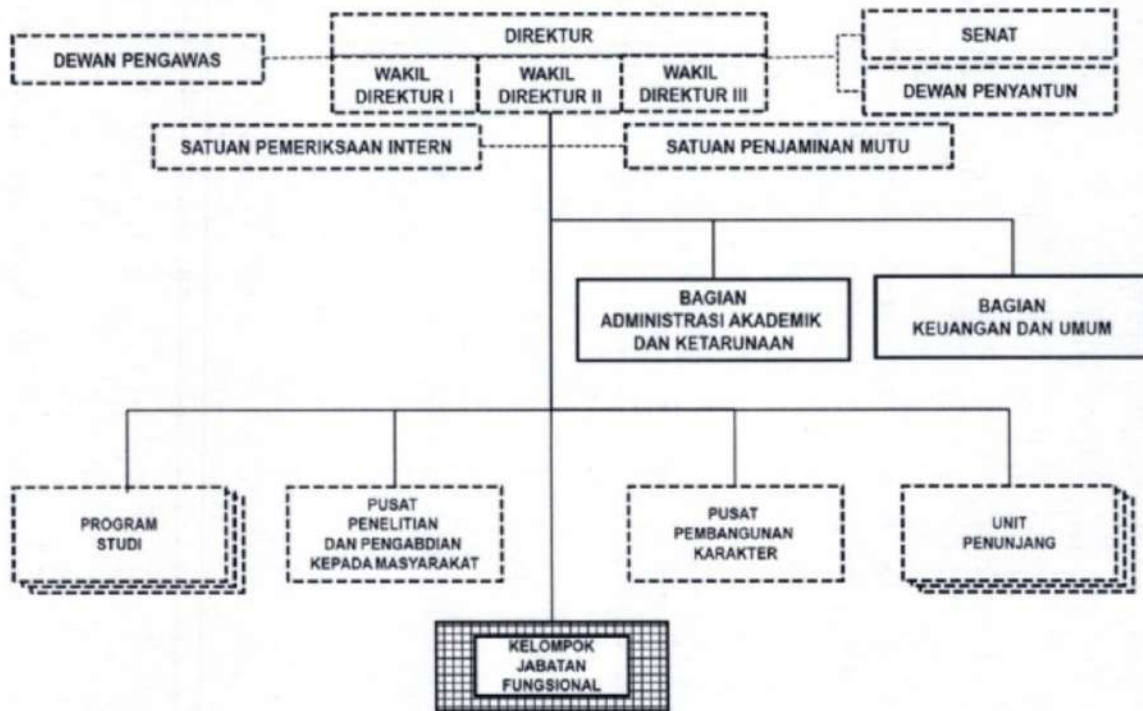 DIREKTUR
SENAT
DEWAN PENGAWAS
WAKIL
DIREKTUR I
WAKIL
DIREKTUR II
WAKIL
DIREKTUR III
DEWAN PENYANTUN
SATUAN PEMERIKSAAN INTERN
SATUAN PENJAMINAN MUTU
BAGIAN
ADMINISTRASI AKADEMIK
DAN KETARUNAAN
BAGIAN
KEUANGAN DAN UMUM
PROGRAM
STUDI
PUSAT
PENELITIAN
DAN PENGABDIAN
KEPADA MASYARAKAT
PUSAT
PEMBANGUNAN
KARAKTER
UNIT
PENUNJANG
KELOMPOK
JABATAN
FUNGSIONAL